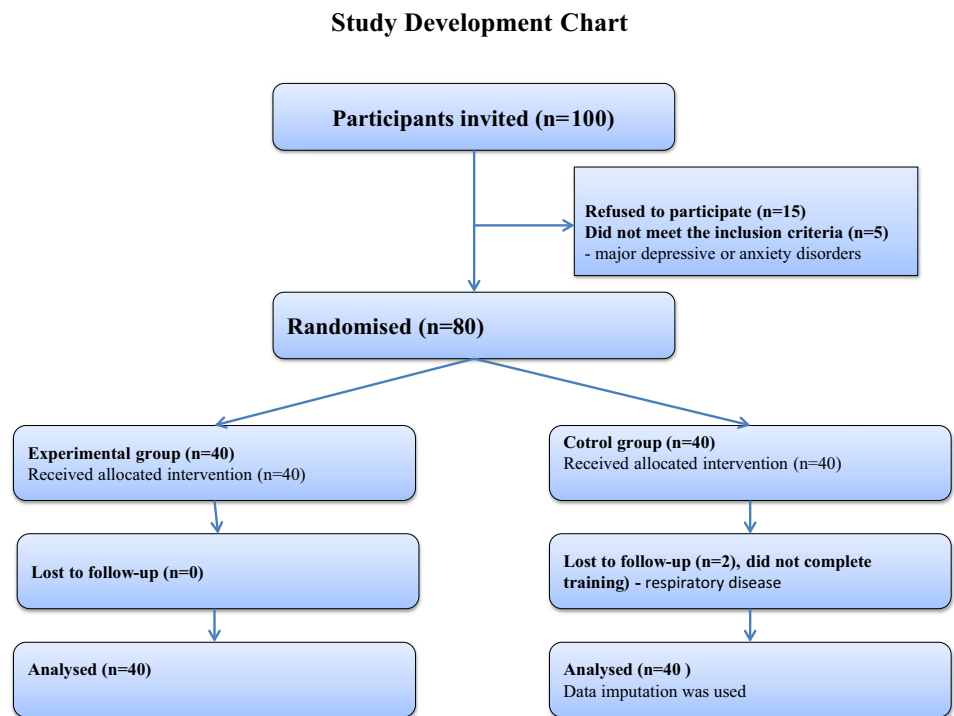 Study Development Chart
Participants invited (n=100)
Refused to participate (n=15)
Did not meet the inclusion criteria (n=5)
- major depressive or anxiety disorders
Randomised (n=80)
Experimental group (n=40)
Received allocated intervention (n=40)
Cotrol group (n=40)
Received allocated intervention (n=40)
Lost to follow-up (n=0)
Lost to follow-up (n=2), did not complete
training) - respiratory disease
Analysed (n=40)
Analysed (n=40 )
Data imputation was used